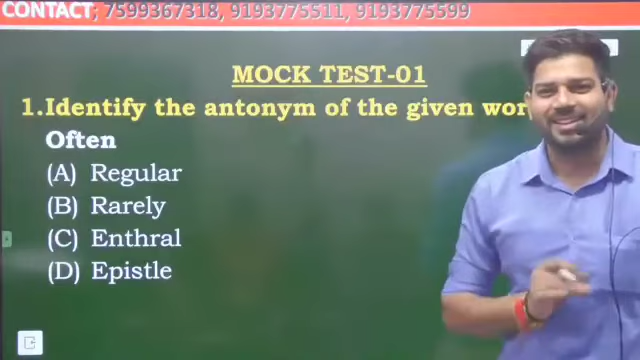 CONTACT; 7599367318, 9193775511, 9193775599
MOCK TEST-01
1.Identify the antonym of the given
Often
(A) Regular
(B) Rarely
(C) Enthral
(D) Epistle